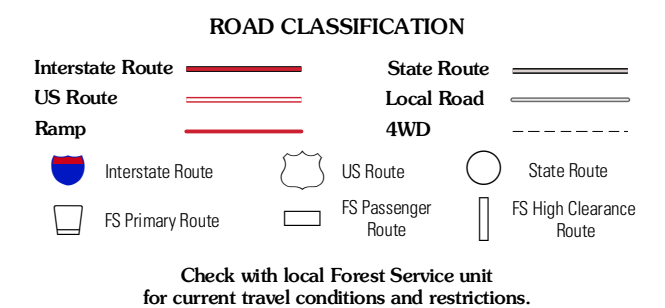 ROAD CLASSIFICATION
Interstate Route
State Route
US Route
Local Road
Ramp
4WD
Interstate Route
US Route
State Route
FS Primary Route
FS Passenger
Route
FS High Clearance
Route
Check with local Forest Service unit
for current travel conditions and restrictions.